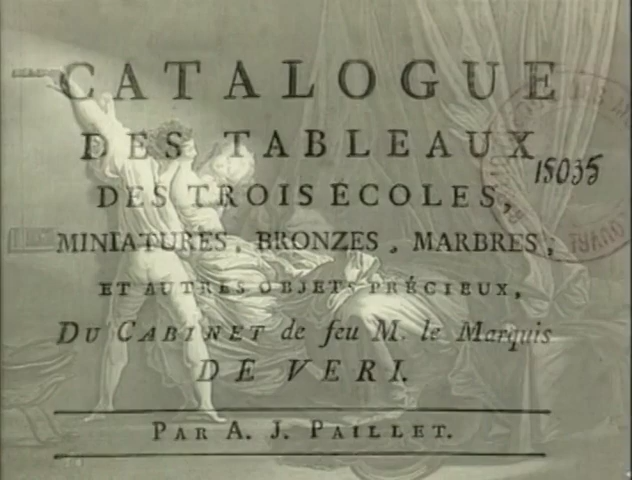 CATALOGUE
DES TABLEAUX
15035
DES TROIS ÉCOLES,
MINIATURES, BRONZES, MARBRES,
ET AUTRES OBJETS PRÉCIEUX,
DU CABINET de feu M. le Marquis
DE VERI.
PAR A. J. PAILLET.